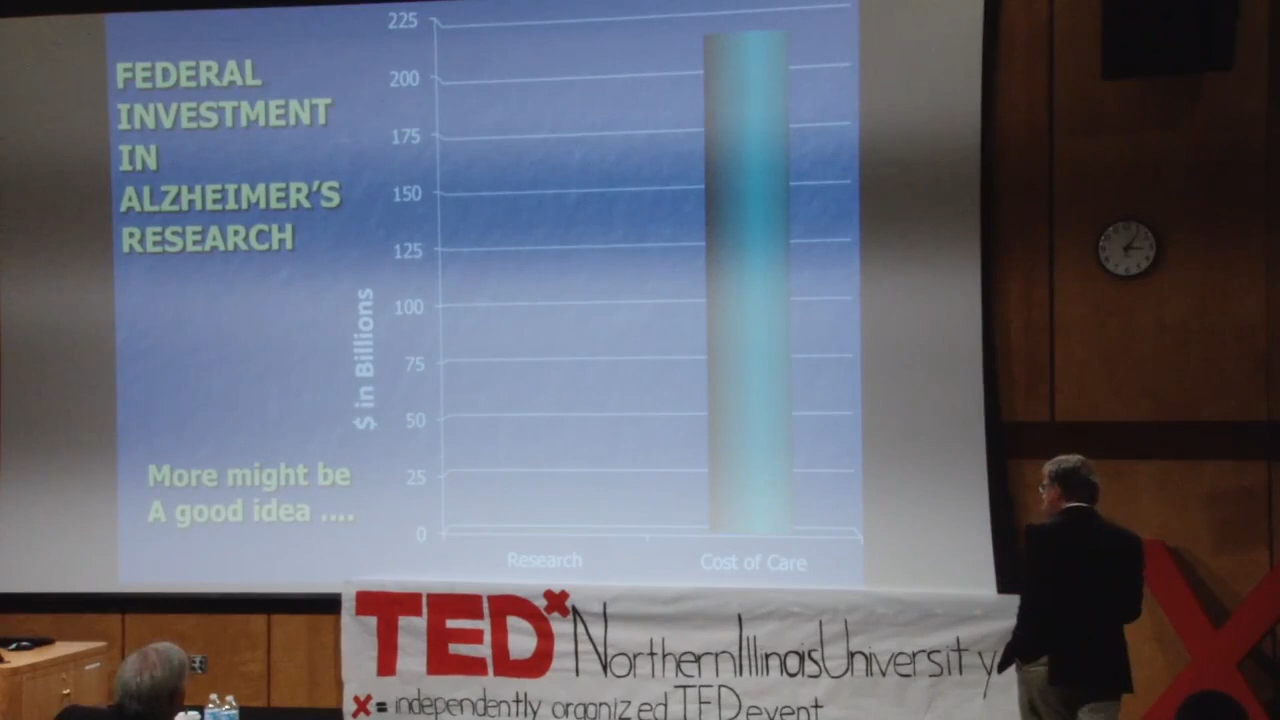 FEDERAL
INVESTMENT
IN
ALZHEIMER'S
RESEARCH
More might be
A good idea ....
$ in Billions
225
200
175
150
125
100
75
50
25
0
Research
Cost of Care
TEDx NorthernIllinoisUniversity
x = independently organized TED event